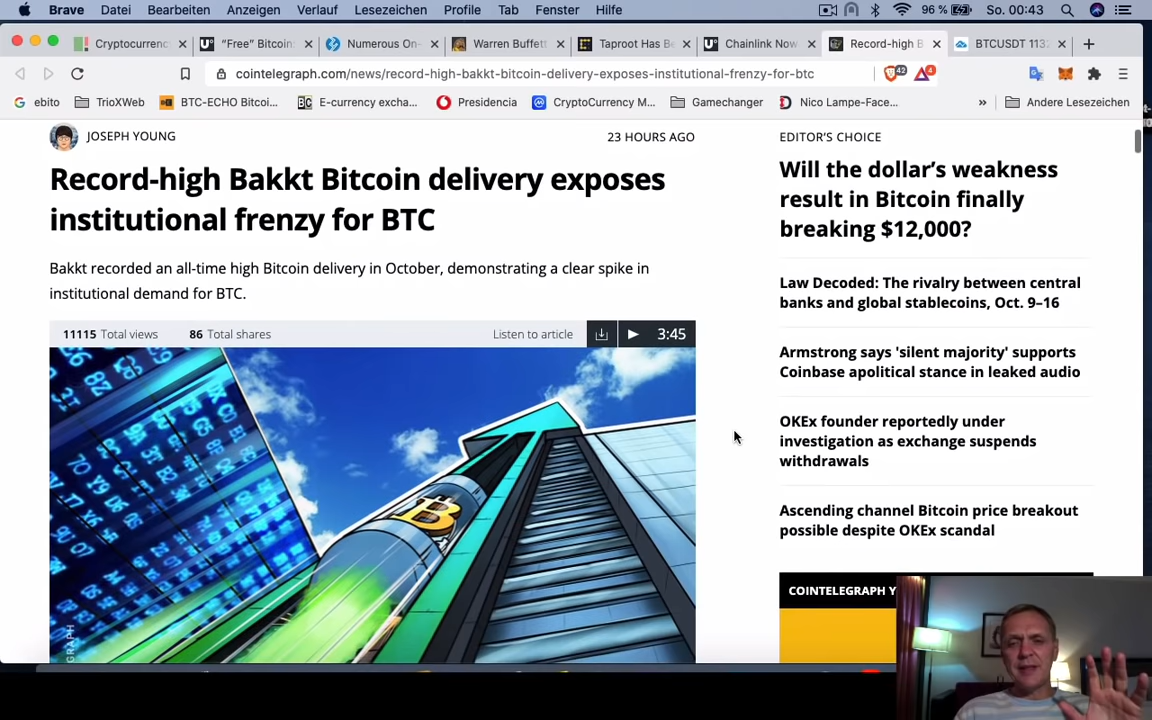 Brave Datei Bearbeiten Anzeigen Verlauf Lesezeichen Profile Tab Fenster Hilfe 96 % So. 00:43
Cryptocurrenc "Free" Bitcoin: Numerous On- Warren Buffett Taproot Has Be Chainlink Now Record-high B BTCUSDT 113
cointelegraph.com/news/record-high-bakkt-bitcoin-delivery-exposes-institutional-frenzy-for-btc 42 4
ebito TrioXWeb BTC-ECHO Bitcoi... E-currency excha... Presidencia CryptoCurrency M... Gamechanger Nico Lampe-Face... » Andere Lesezeichen
JOSEPH YOUNG 23 HOURS AGO
Record-high Bakkt Bitcoin delivery exposes
institutional frenzy for BTC
Bakkt recorded an all-time high Bitcoin delivery in October, demonstrating a clear spike in
institutional demand for BTC.
11115 Total views 86 Total shares Listen to article 3:45
EDITOR'S CHOICE
Will the dollar's weakness
result in Bitcoin finally
breaking $12,000?
Law Decoded: The rivalry between central
banks and global stablecoins, Oct. 9–16
Armstrong says 'silent majority' supports
Coinbase apolitical stance in leaked audio
OKEx founder reportedly under
investigation as exchange suspends
withdrawals
Ascending channel Bitcoin price breakout
possible despite OKEx scandal
COINTELEGRAPH Y